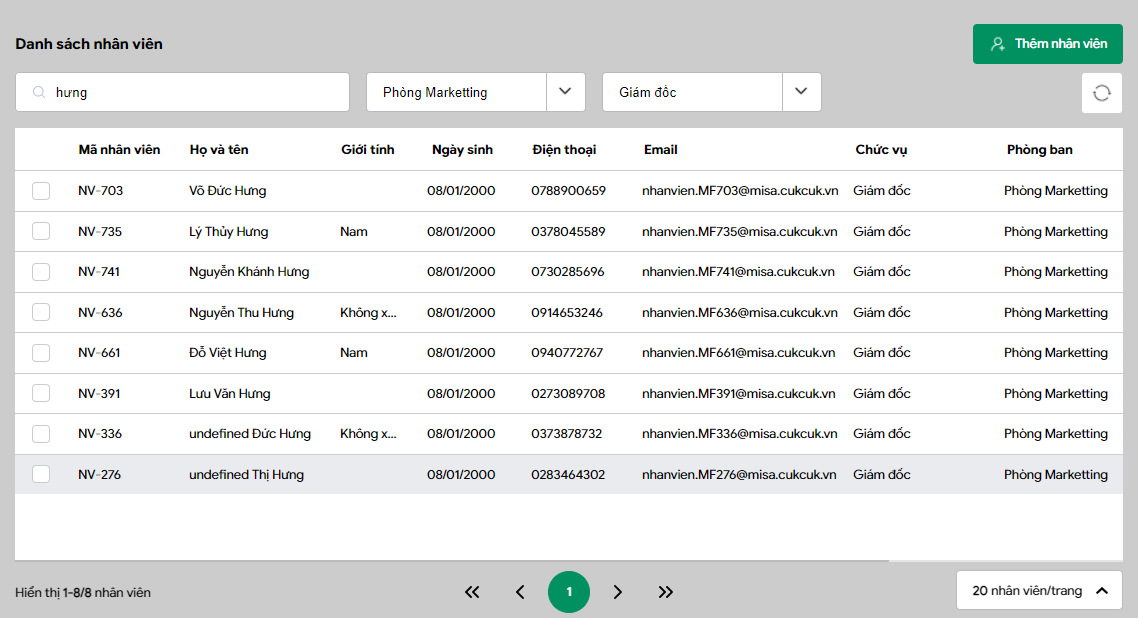 Danh sách nhân viên
Thêm nhân viên
hưng
Phòng Marketting
Giám đốc
Mã nhân viên Họ và tên Giới tính Ngày sinh Điện thoại Email Chức vụ Phòng ban
NV-703 Võ Đức Hưng 08/01/2000 0788900659 nhanvien.MF703@misa.cukcuk.vn Giám đốc Phòng Marketting
NV-735 Lý Thủy Hưng Nam 08/01/2000 0378045589 nhanvien.MF735@misa.cukcuk.vn Giám đốc Phòng Marketting
NV-741 Nguyễn Khánh Hưng 08/01/2000 0730285696 nhanvien.MF741@misa.cukcuk.vn Giám đốc Phòng Marketting
NV-636 Nguyễn Thu Hưng Không x... 08/01/2000 0914653246 nhanvien.MF636@misa.cukcuk.vn Giám đốc Phòng Marketting
NV-661 Đỗ Việt Hưng Nam 08/01/2000 0940772767 nhanvien.MF661@misa.cukcuk.vn Giám đốc Phòng Marketting
NV-391 Lưu Văn Hưng 08/01/2000 0273089708 nhanvien.MF391@misa.cukcuk.vn Giám đốc Phòng Marketting
NV-336 undefined Đức Hưng Không x... 08/01/2000 0373878732 nhanvien.MF336@misa.cukcuk.vn Giám đốc Phòng Marketting
NV-276 undefined Thị Hưng 08/01/2000 0283464302 nhanvien.MF276@misa.cukcuk.vn Giám đốc Phòng Marketting
Hiển thị 1-8/8 nhân viên
1
20 nhân viên/trang